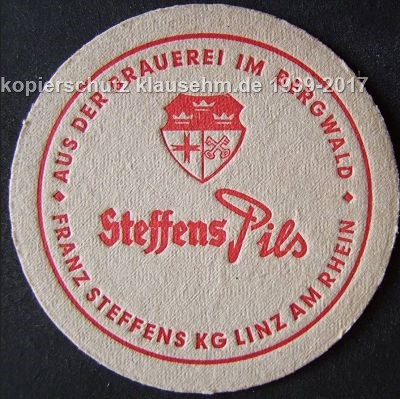 kopierschutz klausehm.de 1999-2017
AUS DER BRAUEREI IM BERGWALD
Steffens Pils
FRANZ STEFFENS KG LINZ AM RHEIN